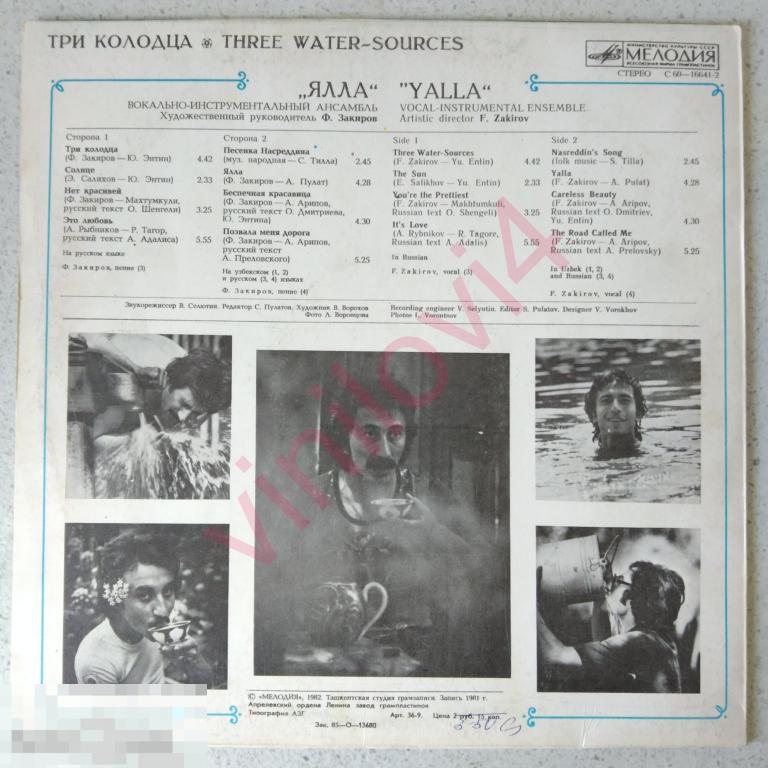 ТРИ КОЛОДЦА THREE WATER-SOURCES
МИНИСТЕРСТВО КУЛЬТУРЫ СССР
МЕЛОДИЯ
ВСЕСОЮЗНАЯ ФИРМА ГРАМПЛАСТИНОК
СТЕРЕО С 60—16641-2
„ЯЛЛА“
ВОКАЛЬНО-ИНСТРУМЕНТАЛЬНЫЙ АНСАМБЛЬ
Художественный руководитель Ф. Закиров
"YALLA"
VOCAL-INSTRUMENTAL ENSEMBLE
Artistic director F. Zakirov
Сторона 1
Три колодца
(Ф. Закиров—Ю. Энтин) 4.42
Солнце
(Э. Салихов—Ю. Энтин) 2.33
Нет красивей
(Ф. Закиров—Махтумкули,
русский текст Г. Шенгели) 3.25
Это любовь
(А. Рыбников—Р. Тагор,
русский текст А. Адалиса) 5.55
На русском языке
Ф. Закиров, пение (3)
Сторона 2
Песенка Насреддина
(муз. народная—С. Тилла) 2.45
Ялла
(Ф. Закиров—А. Пулат) 4.28
Беспечная красавица
(Ф. Закиров—А. Арипов,
русский текст О. Дмитриева,
Ю. Энтина) 4.30
Позвала меня дорога
(Ф. Закиров—А. Арипов,
русский текст
А. Преловского) 5.25
На узбекском (1, 2)
и русском (3, 4) языках
Ф. Закиров, пение (4)
Side 1
Three Water-Sources
(F. Zakirov—Yu. Entin) 4.42
The Sun
(E. Salikhov—Yu. Entin) 2.33
You're the Prettiest
(F. Zakirov—Makhtumkuli,
Russian text O. Shengeli) 3.25
It's Love
(A. Rybnikov—R. Tagore,
Russian text A. Adalis) 5.55
In Russian
F. Zakirov, vocal (3)
Side 2
Nasreddin's Song
(folk music—S. Tilla) 2.45
Yalla
(F. Zakirov—A. Pulat) 4.28
Careless Beauty
(F. Zakirov—A. Aripov,
Russian text O. Dmitriev,
Yu. Entin) 4.30
The Road Called Me
(F. Zakirov—A. Aripov,
Russian text A. Prelovsky) 5.25
In Uzbek (1, 2)
and Russian (3, 4)
F. Zakirov, vocal (4)
Звукорежиссер В. Селютин. Редактор С. Пулатов. Художник В. Ворохов
Фото Л. Воронцова
Recording engineer V. Selyutin. Editor S. Pulatov. Designer V. Vorokhov
Photos L. Vorontsov
vinilovi4
© «МЕЛОДИЯ», 1982. Ташкентская студия грамзаписи. Запись 1981 г.
Апрелевский ордена Ленина завод грампластинок
Типография АЗГ Арт. 36-9. Цена 2 руб. 15 коп.
Зак. 85—О—13680